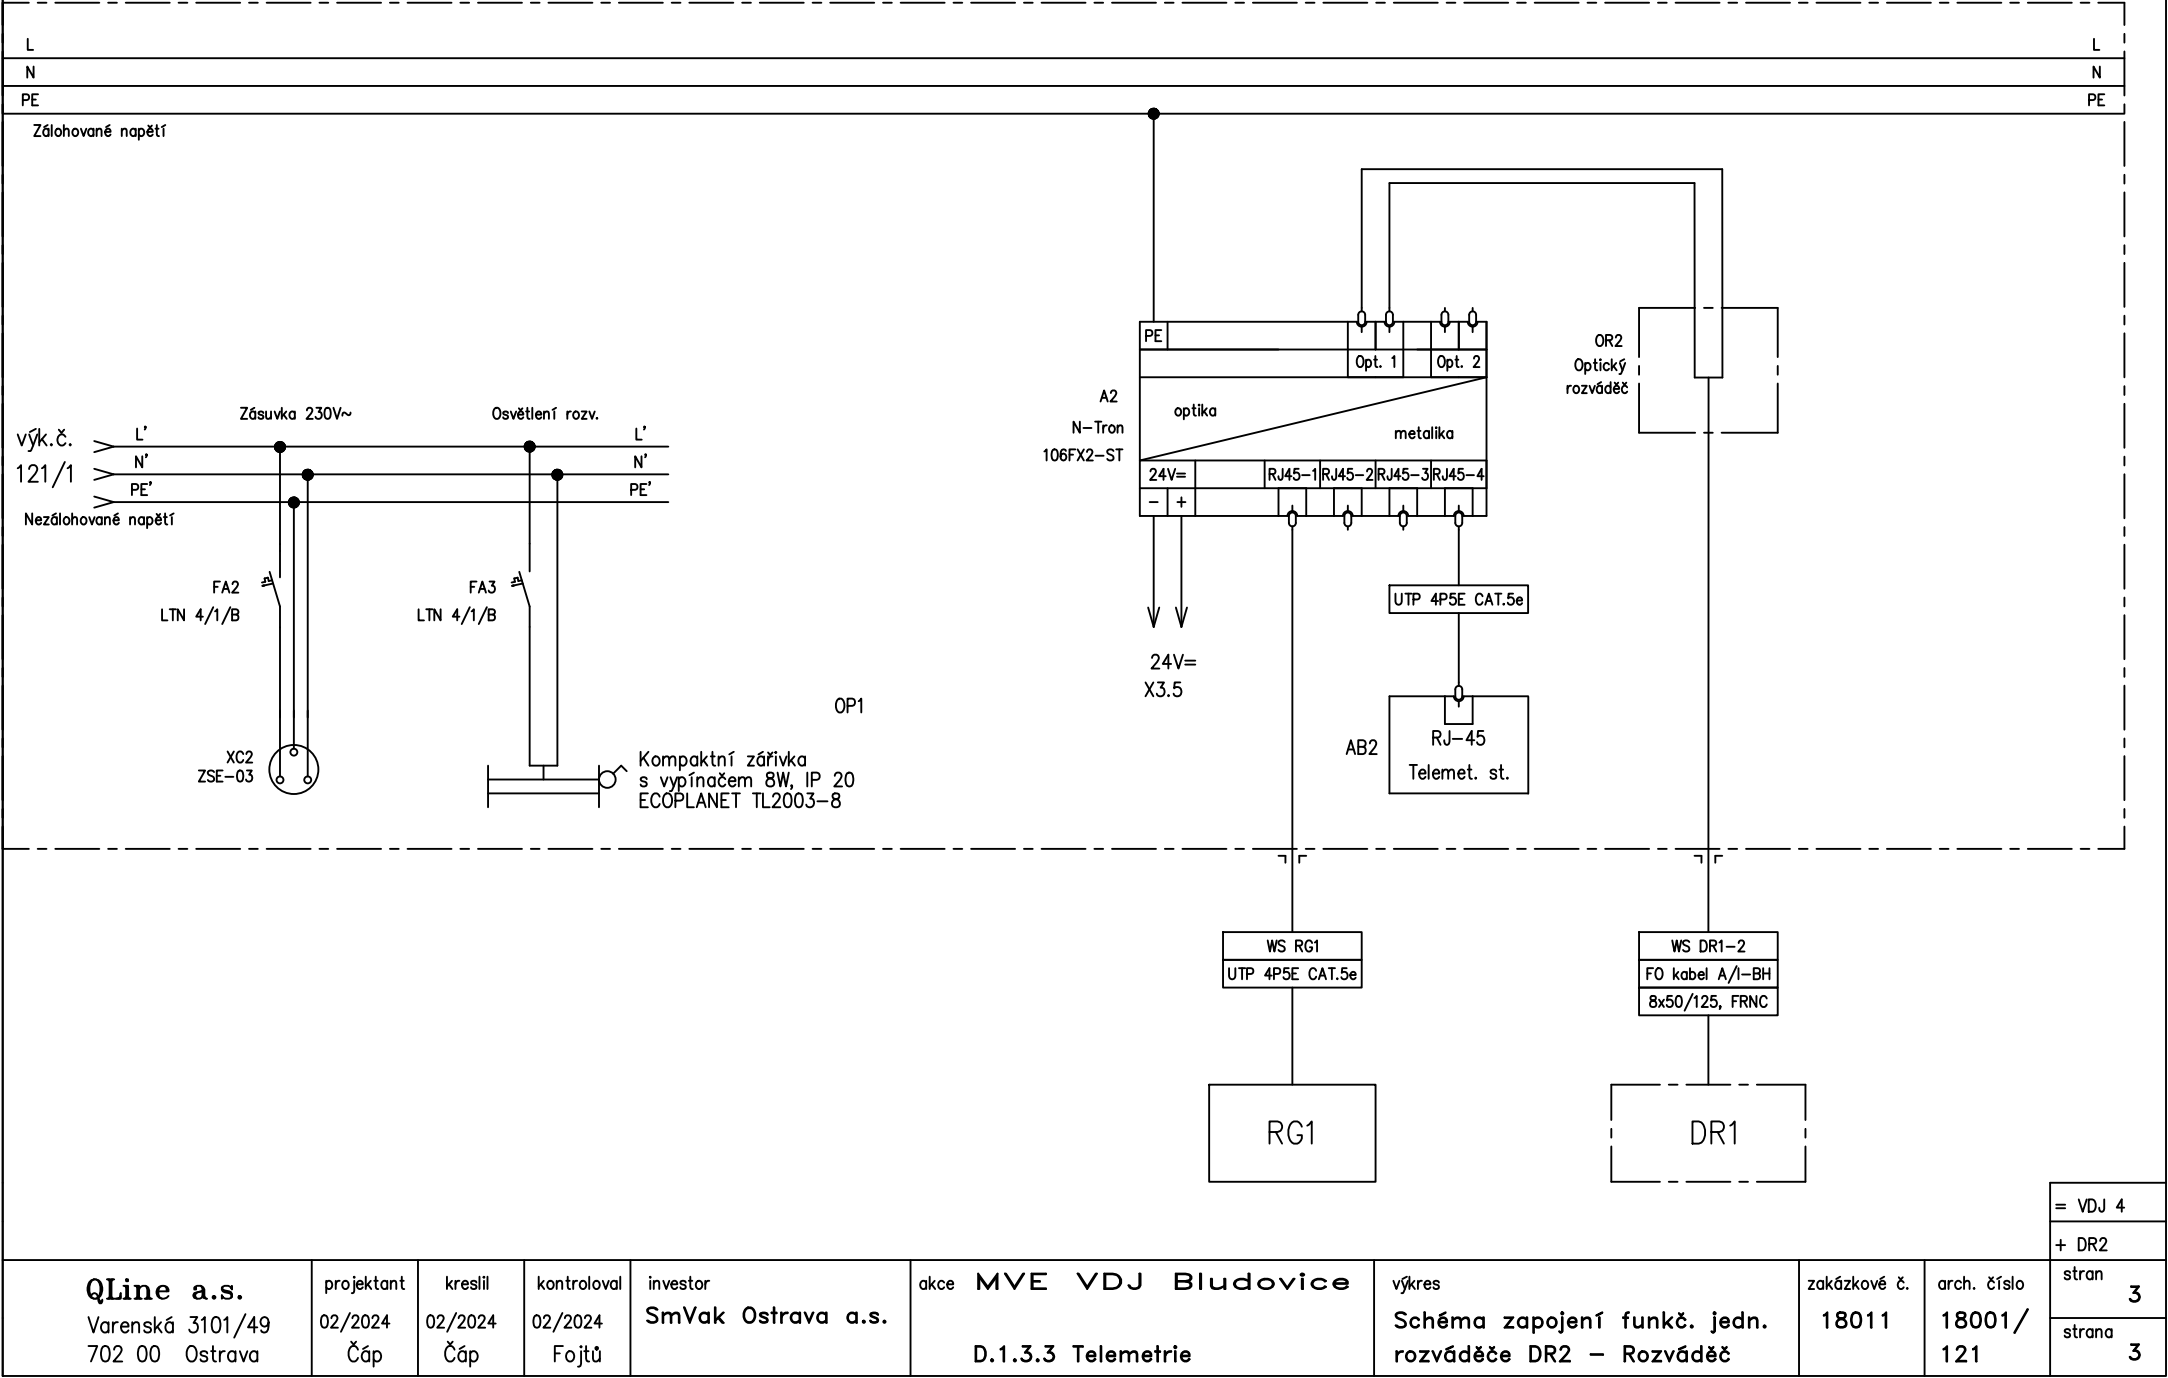 L
L
N
N
PE
PE
Zálohované napětí
PE
Opt. 1
Opt. 2
OR2
Optický
rozváděč
A2
N-Tron
106FX2-ST
optika
metalika
24V=
RJ45-1
RJ45-2
RJ45-3
RJ45-4
-
+
24V=
X3.5
Zásuvka 230V~
Osvětlení rozv.
výk.č.
121/1
L'
L'
N'
N'
PE'
PE'
Nezálohované napětí
FA2
LTN 4/1/B
FA3
LTN 4/1/B
UTP 4P5E CAT.5e
OP1
XC2
ZSE-03
Kompaktní zářivka
s vypínačem 8W, IP 20
ECOPLANET TL2003-8
AB2
RJ-45
Telemet. st.
WS RG1
UTP 4P5E CAT.5e
WS DR1-2
FO kabel A/I-BH
8x50/125, FRNC
RG1
DR1
= VDJ 4
+ DR2
QLine a.s.
Varenská 3101/49
702 00 Ostrava
projektant
02/2024
Čáp
kreslil
02/2024
Čáp
kontroloval
02/2024
Fojtů
investor
SmVak Ostrava a.s.
akce MVE VDJ Bludovice
D.1.3.3 Telemetrie
výkres
Schéma zapojení funkč. jedn.
rozváděče DR2 - Rozváděč
zakázkové č.
18011
arch. číslo
18001/
121
stran
3
strana
3